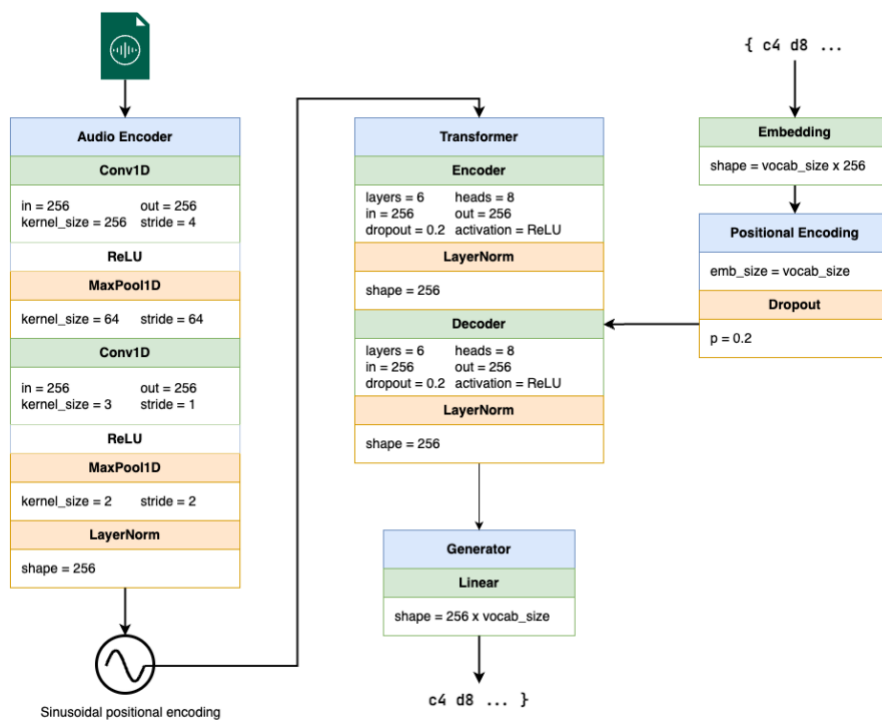 Audio Encoder
Conv1D
in = 256 out = 256
kernel_size = 256 stride = 4
ReLU
MaxPool1D
kernel_size = 64 stride = 64
Conv1D
in = 256 out = 256
kernel_size = 3 stride = 1
ReLU
MaxPool1D
kernel_size = 2 stride = 2
LayerNorm
shape = 256
Sinusoidal positional encoding
Transformer
Encoder
layers = 6 heads = 8
in = 256 out = 256
dropout = 0.2 activation = ReLU
LayerNorm
shape = 256
Decoder
layers = 6 heads = 8
in = 256 out = 256
dropout = 0.2 activation = ReLU
LayerNorm
shape = 256
Generator
Linear
shape = 256 x vocab_size
c4 d8 ... }
{ c4 d8 ...
Embedding
shape = vocab_size x 256
Positional Encoding
emb_size = vocab_size
Dropout
p = 0.2